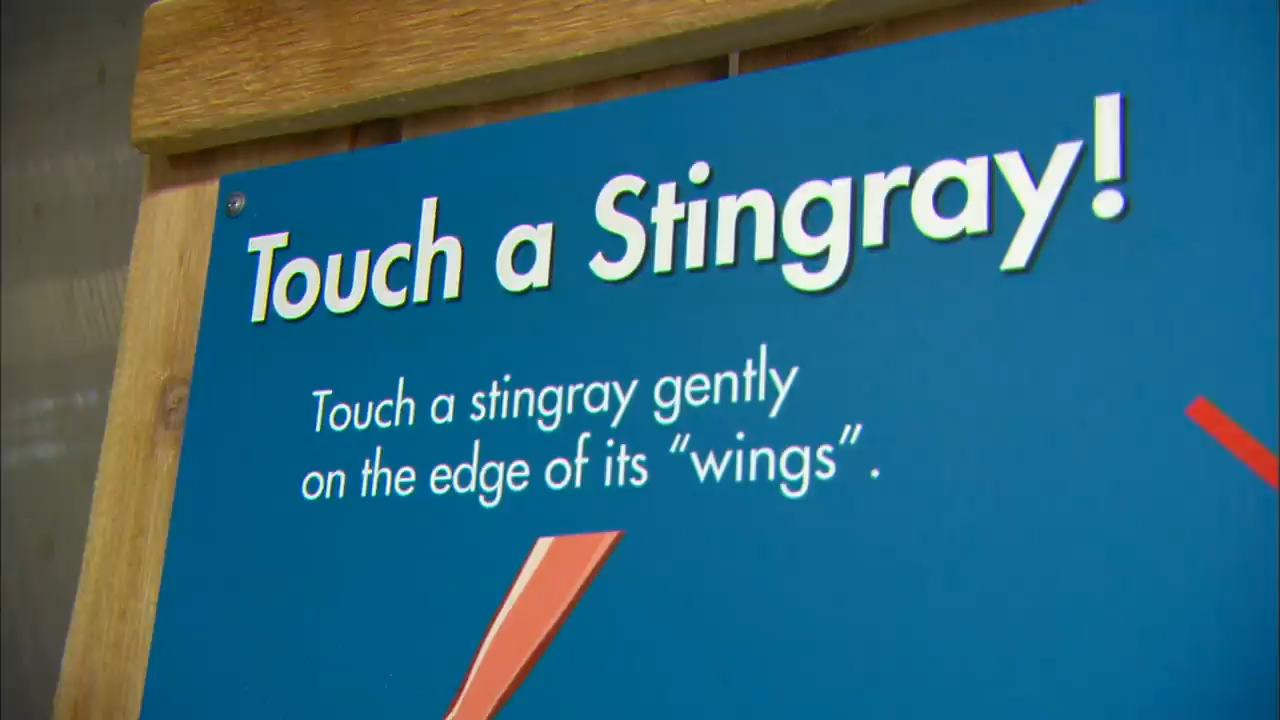 Touch a Stingray!
Touch a stingray gently
on the edge of its “wings”.